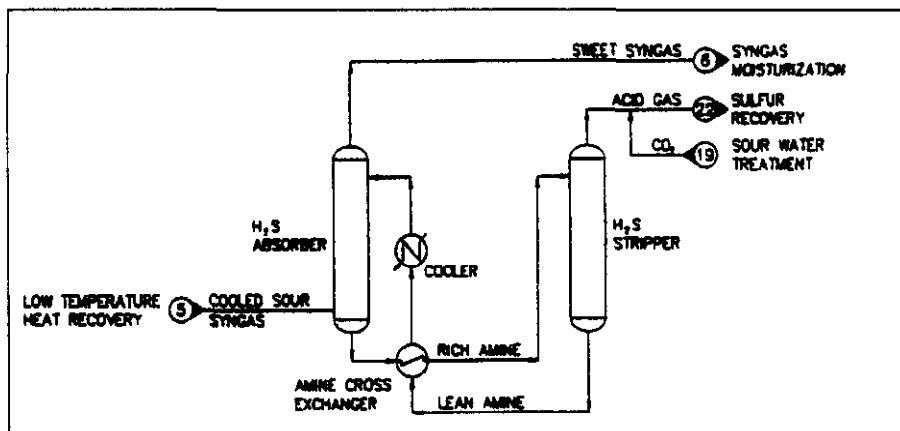 SWEET SYNGAS
6
SYNGAS
MOISTURIZATION
ACID GAS
22
SULFUR
RECOVERY
CO₂
19
SOUR WATER
TREATMENT
H₂S
ABSORBER
H₂S
STRIPPER
COOLER
LOW TEMPERATURE
HEAT RECOVERY
5
COOLED SOUR
SYNGAS
RICH AMINE
AMINE CROSS
EXCHANGER
LEAN AMINE